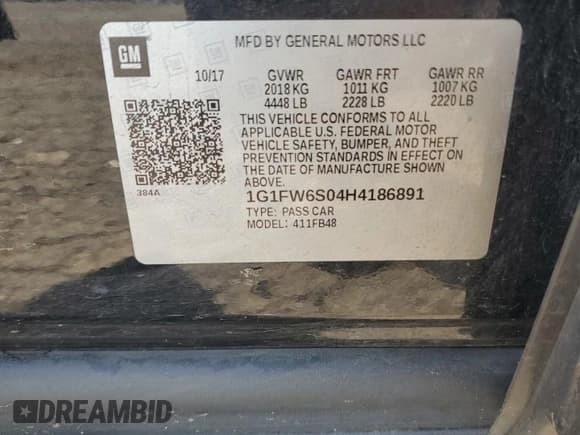 GM
MFD BY GENERAL MOTORS LLC
10/17 GVWR GAWR FRT GAWR RR
2018 KG 1011 KG 1007 KG
4448 LB 2228 LB 2220 LB
THIS VEHICLE CONFORMS TO ALL
APPLICABLE U.S. FEDERAL MOTOR
VEHICLE SAFETY, BUMPER, AND THEFT
PREVENTION STANDARDS IN EFFECT ON
THE DATE OF MANUFACTURE SHOWN
ABOVE.
384A
1G1FW6S04H4186891
TYPE: PASS CAR
MODEL: 411FB48
DREAMBID